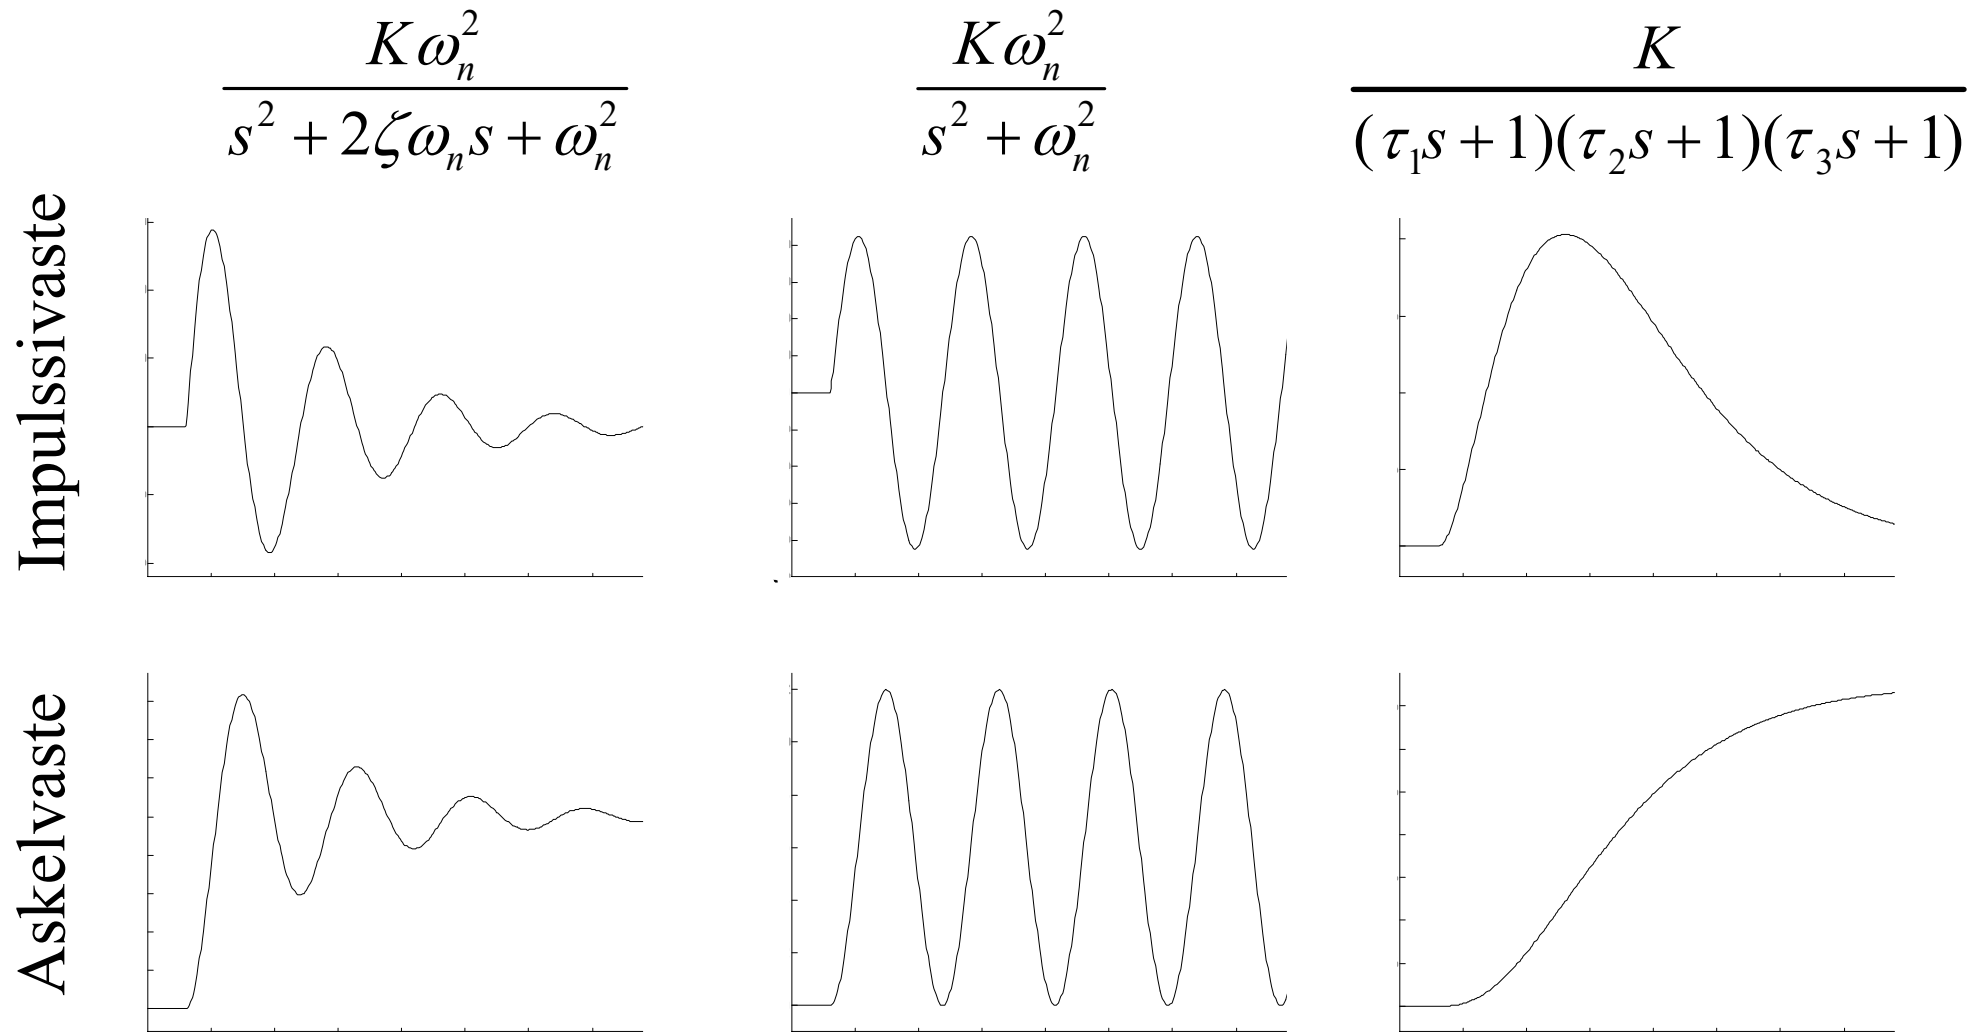 Kω_n^2 / (s^2 + 2ζω_n s + ω_n^2)
Kω_n^2 / (s^2 + ω_n^2)
K / ((τ_1 s + 1)(τ_2 s + 1)(τ_3 s + 1))
Impulssivaste
Askelvaste